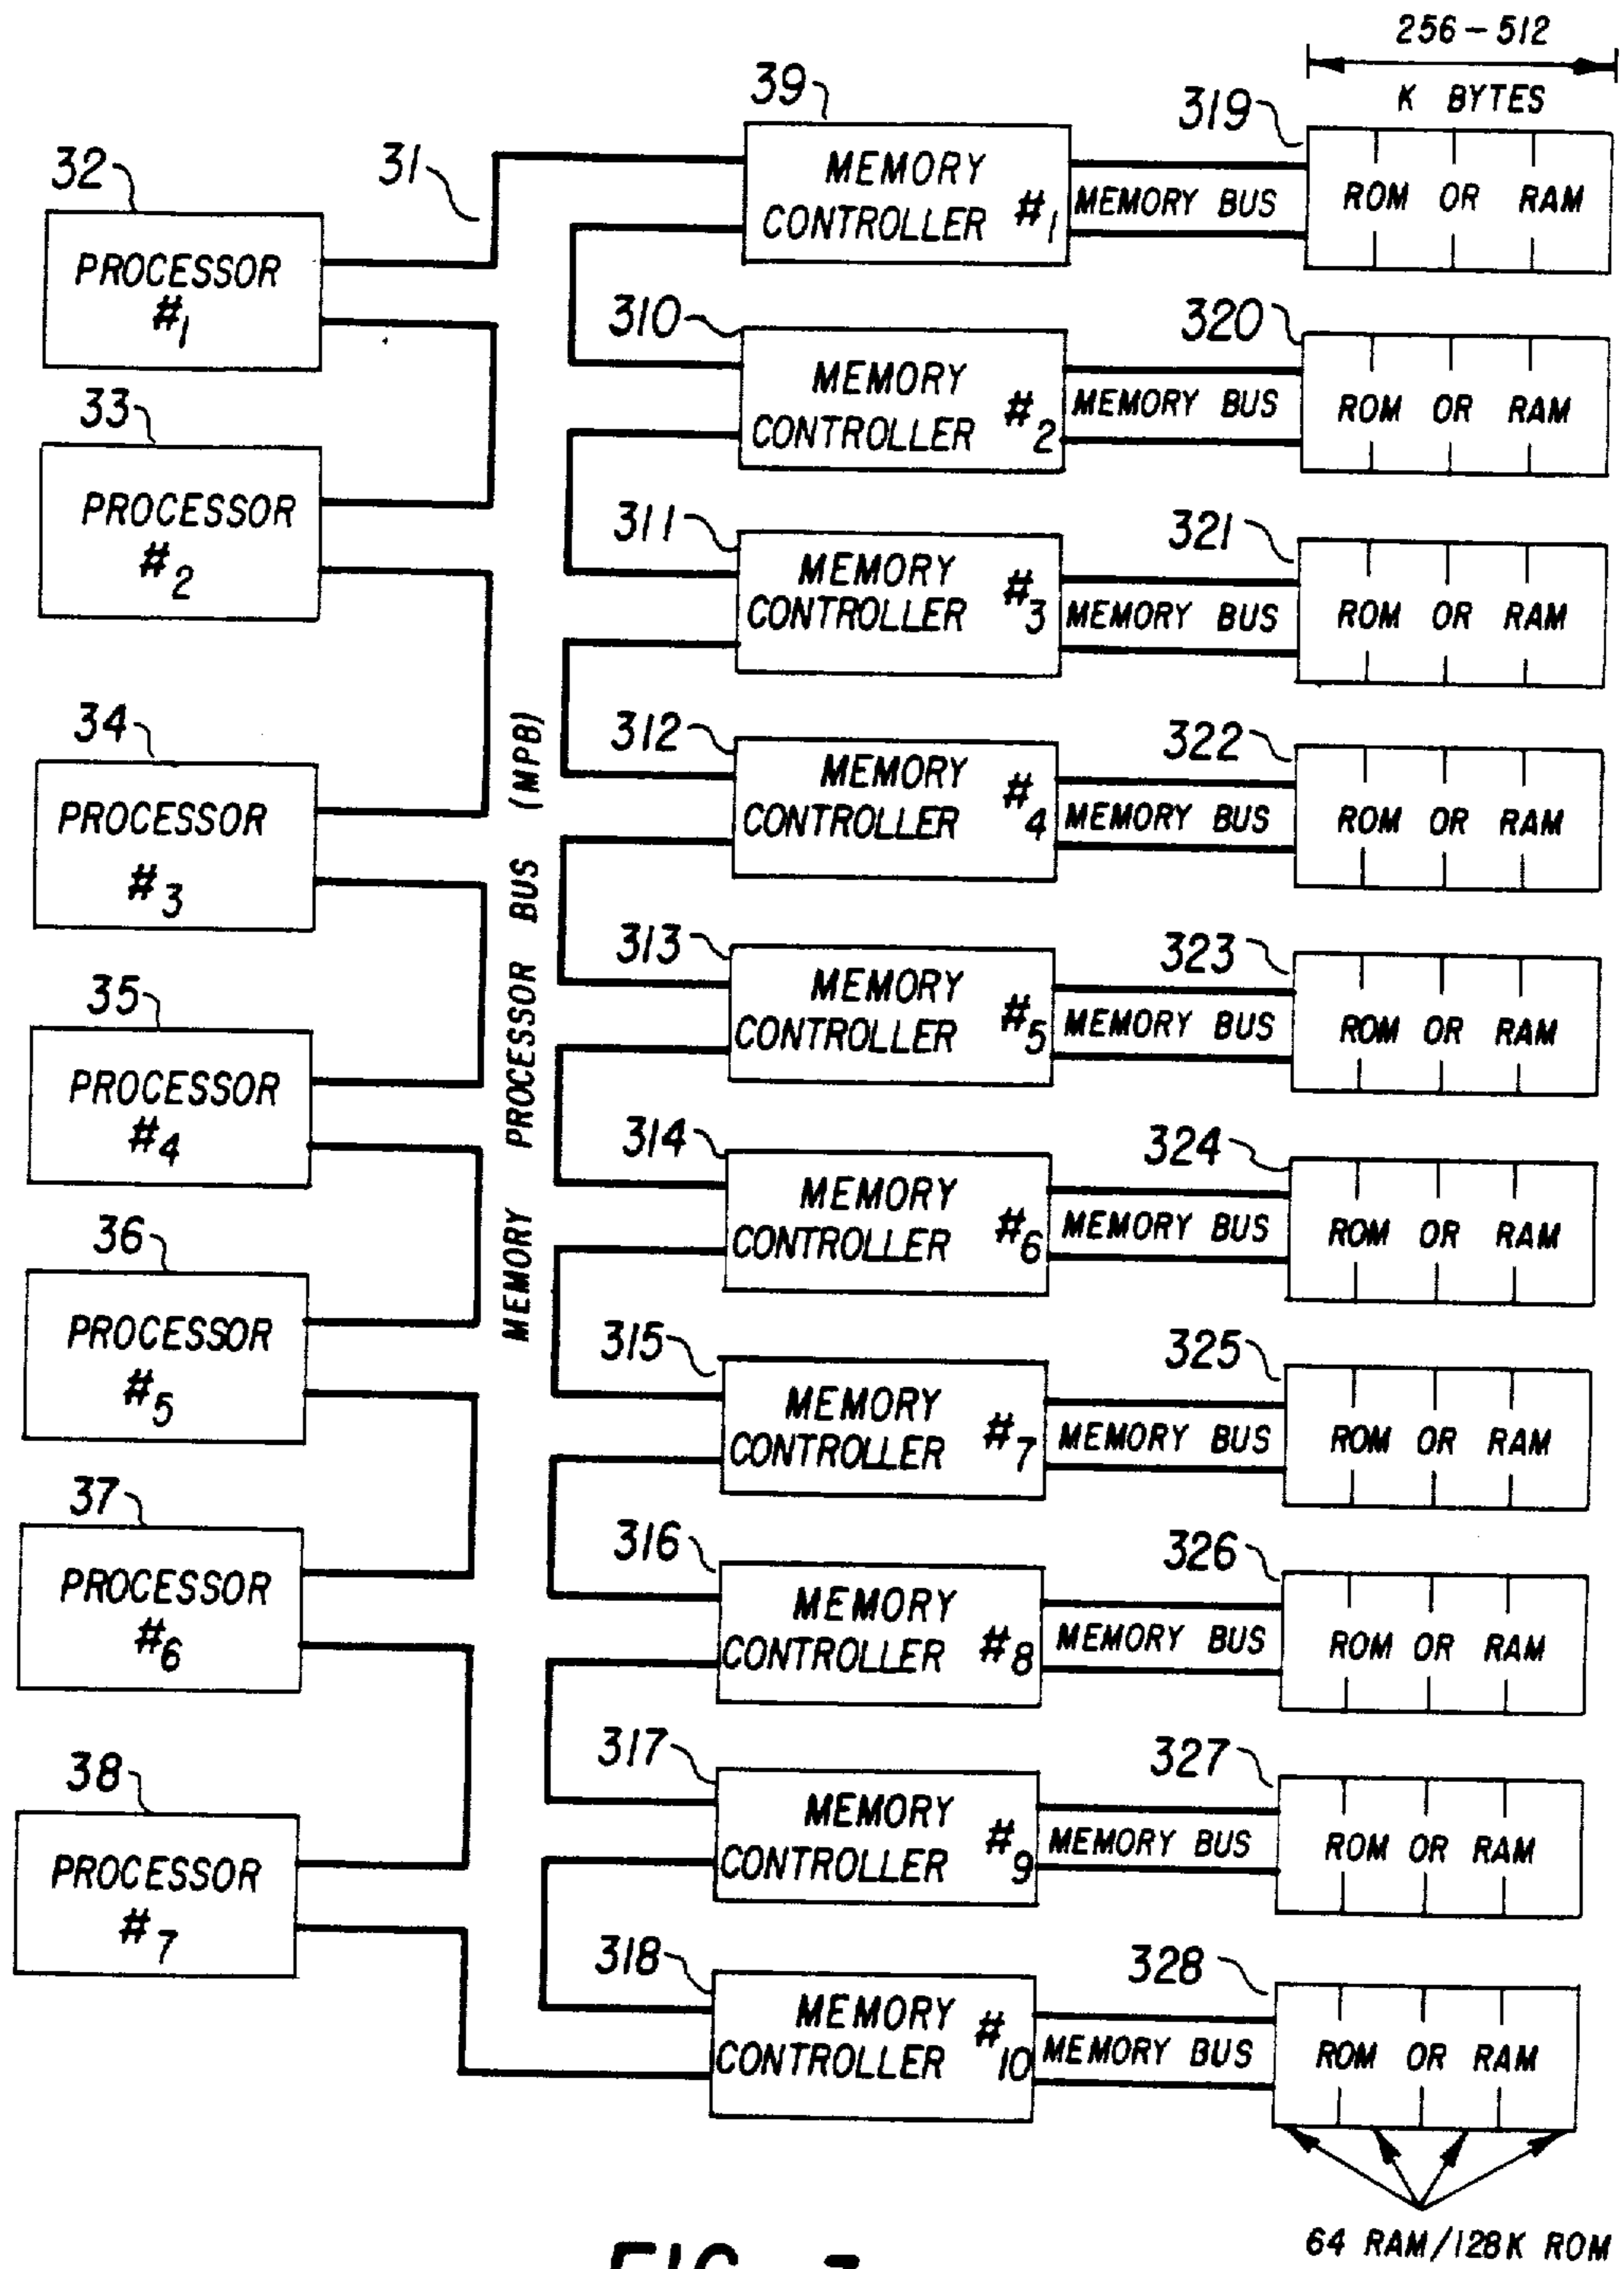 256-512
K BYTES
39
319
MEMORY
CONTROLLER #1
MEMORY BUS
ROM OR RAM
32
31
PROCESSOR
#1
310
320
MEMORY
CONTROLLER #2
MEMORY BUS
ROM OR RAM
33
PROCESSOR
#2
311
321
MEMORY
CONTROLLER #3
MEMORY BUS
ROM OR RAM
34
PROCESSOR
#3
312
322
MEMORY
CONTROLLER #4
MEMORY BUS
ROM OR RAM
MEMORY PROCESSOR BUS (MPB)
313
323
MEMORY
CONTROLLER #5
MEMORY BUS
ROM OR RAM
35
PROCESSOR
#4
314
324
MEMORY
CONTROLLER #6
MEMORY BUS
ROM OR RAM
36
PROCESSOR
#5
315
325
MEMORY
CONTROLLER #7
MEMORY BUS
ROM OR RAM
37
PROCESSOR
#6
316
326
MEMORY
CONTROLLER #8
MEMORY BUS
ROM OR RAM
38
PROCESSOR
#7
317
327
MEMORY
CONTROLLER #9
MEMORY BUS
ROM OR RAM
318
328
MEMORY
CONTROLLER #10
MEMORY BUS
ROM OR RAM
64 RAM/128K ROM
FIG